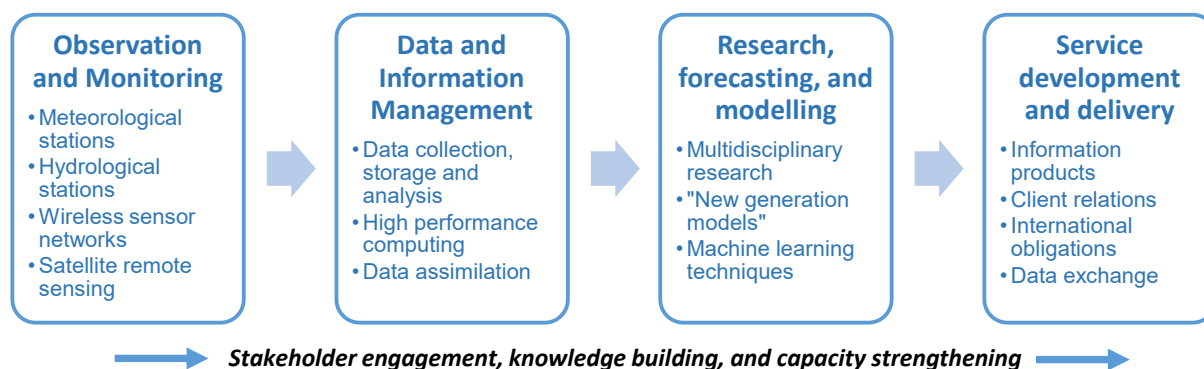 Observation
and Monitoring
•Meteorological
stations
•Hydrological
stations
•Wireless sensor
networks
•Satellite remote
sensing
Data and
Information
Management
•Data collection,
storage and
analysis
•High performance
computing
•Data assimilation
Research,
forecasting, and
modelling
•Multidisciplinary
research
•"New generation
models"
•Machine learning
techniques
Service
development
and delivery
•Information
products
•Client relations
•International
obligations
•Data exchange
Stakeholder engagement, knowledge building, and capacity strengthening